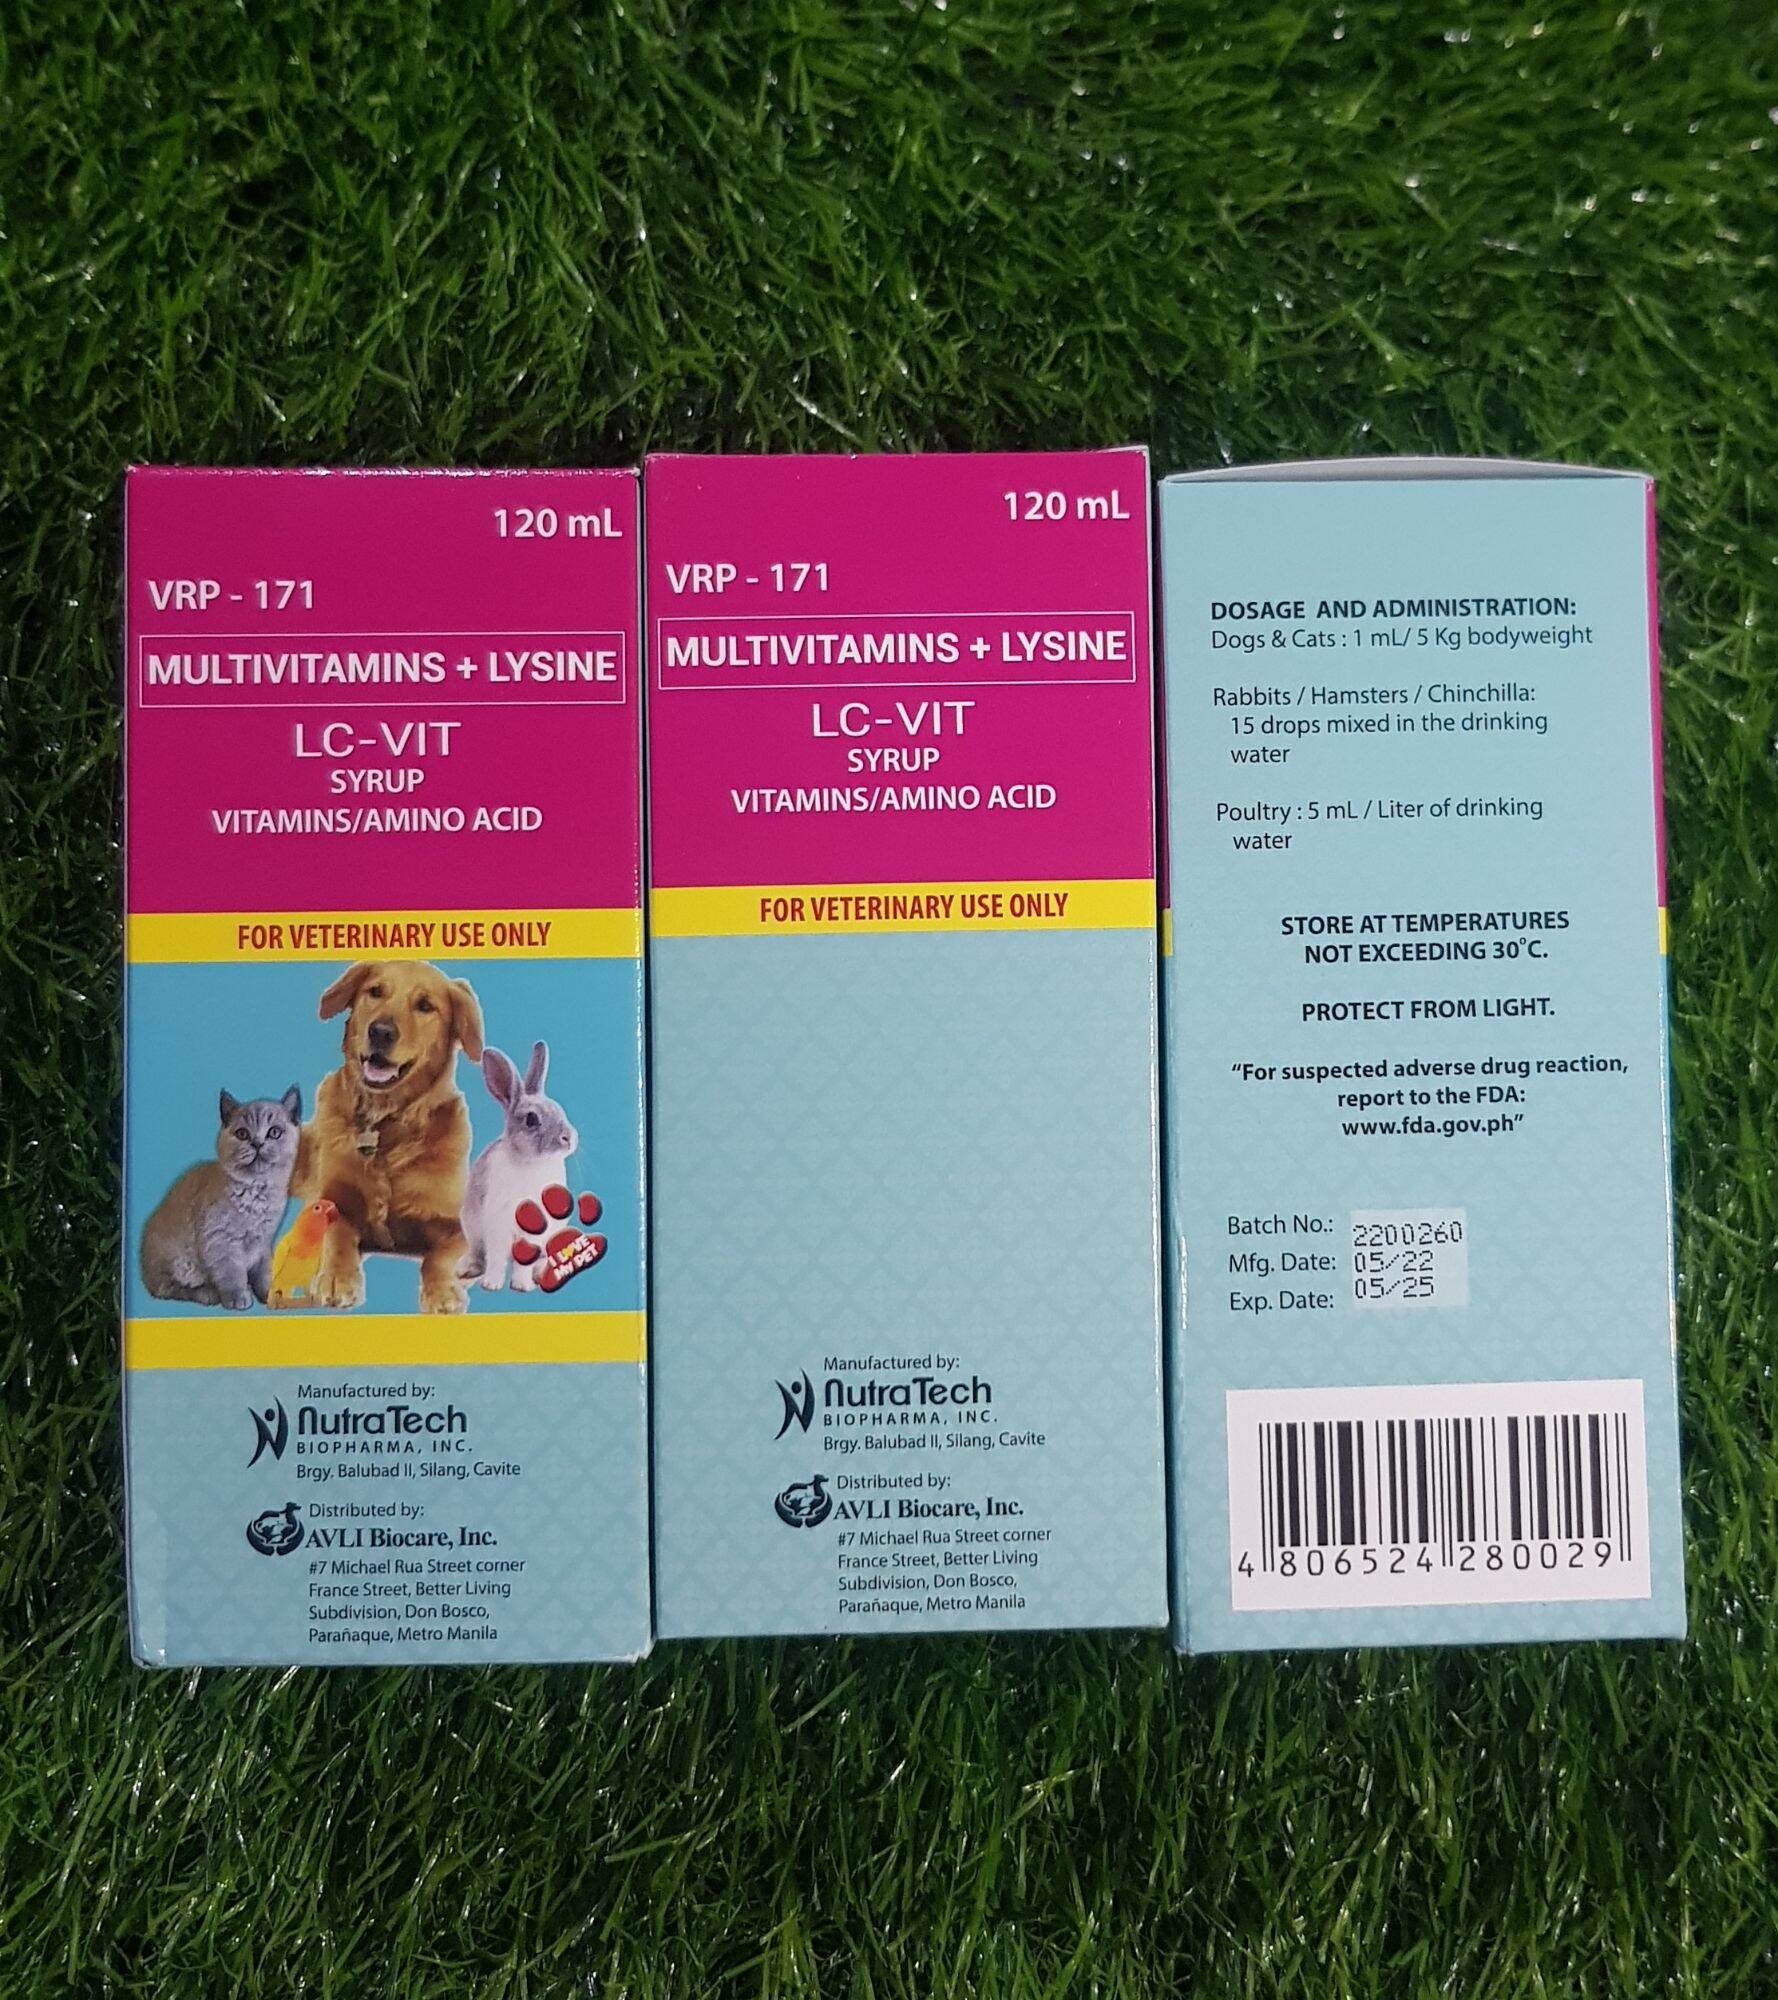 120 mL
VRP - 171
MULTIVITAMINS + LYSINE
LC-VIT
SYRUP
VITAMINS/AMINO ACID
FOR VETERINARY USE ONLY
I LOVE
MY PET
Manufactured by:
NutraTech
BIOPHARMA, INC.
Brgy. Balubad II, Silang, Cavite
Distributed by:
AVLI Biocare, Inc.
#7 Michael Rua Street corner
France Street, Better Living
Subdivision, Don Bosco,
Parañaque, Metro Manila
120 mL
VRP - 171
MULTIVITAMINS + LYSINE
LC-VIT
SYRUP
VITAMINS/AMINO ACID
FOR VETERINARY USE ONLY
Manufactured by:
NutraTech
BIOPHARMA, INC.
Brgy. Balubad II, Silang, Cavite
Distributed by:
AVLI Biocare, Inc.
#7 Michael Rua Street corner
France Street, Better Living
Subdivision, Don Bosco,
Parañaque, Metro Manila
DOSAGE AND ADMINISTRATION:
Dogs & Cats : 1 mL/ 5 Kg bodyweight
Rabbits / Hamsters / Chinchilla:
15 drops mixed in the drinking
water
Poultry : 5 mL / Liter of drinking
water
STORE AT TEMPERATURES
NOT EXCEEDING 30°C.
PROTECT FROM LIGHT.
“For suspected adverse drug reaction,
report to the FDA:
www.fda.gov.ph”
Batch No.: 2200260
Mfg. Date: 05/22
Exp. Date: 05/25
4 806524 280029